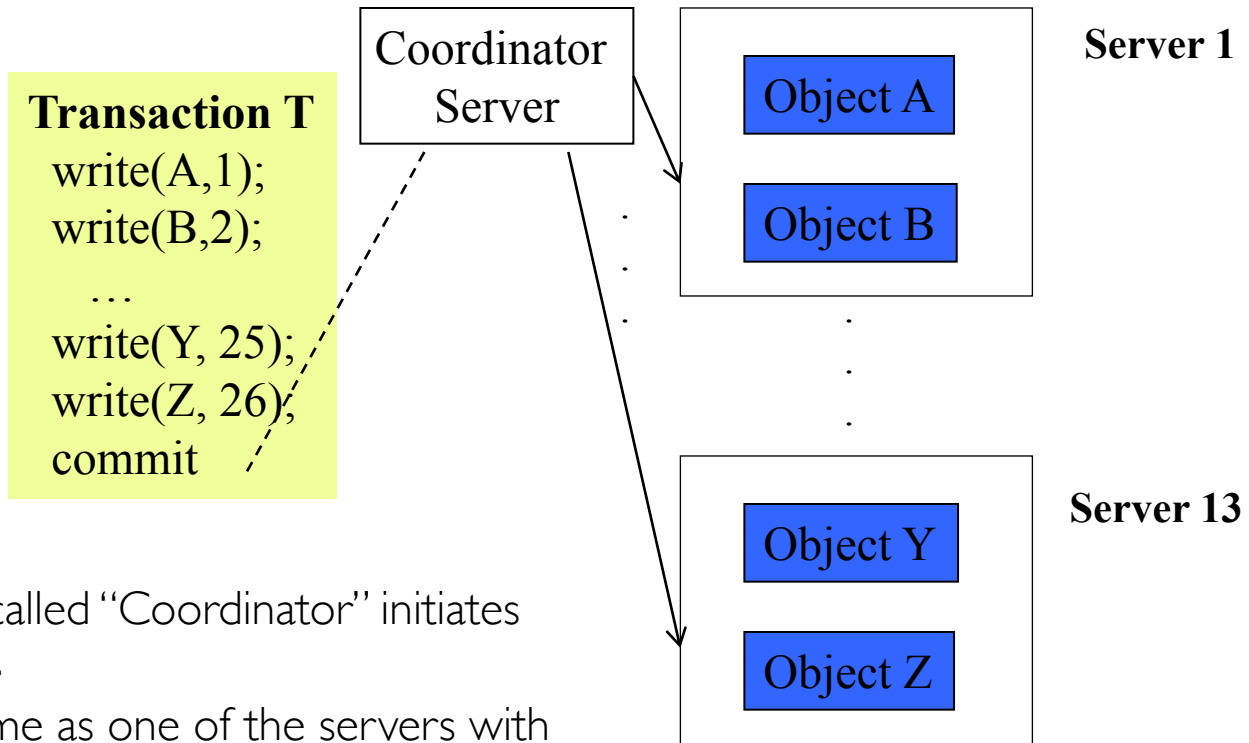 Transaction T
write(A,1);
write(B,2);
…
write(Y, 25);
write(Z, 26);
commit
Coordinator
Server
Object A
Object B
Server 1
Object Y
Object Z
Server 13
called “Coordinator” initiates
me as one of the servers with